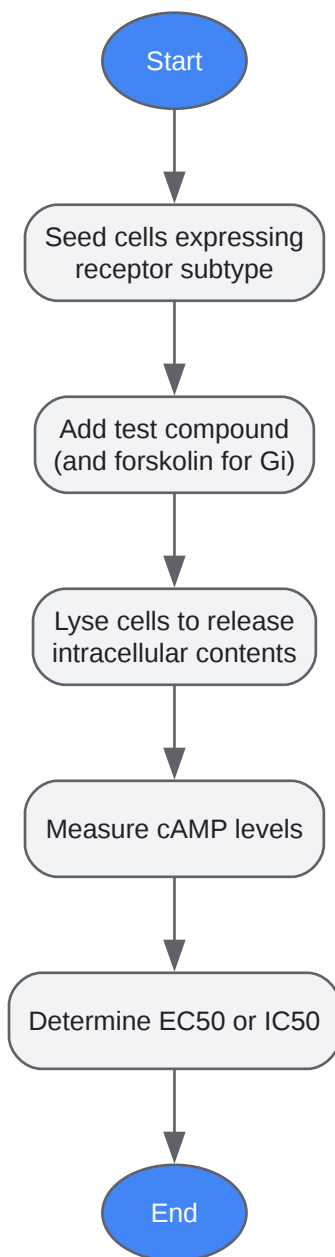 Start
Seed cells expressing
receptor subtype
Add test compound
(and forskolin for Gi)
Lyse cells to release
intracellular contents
Measure cAMP levels
Determine EC50 or IC50
End